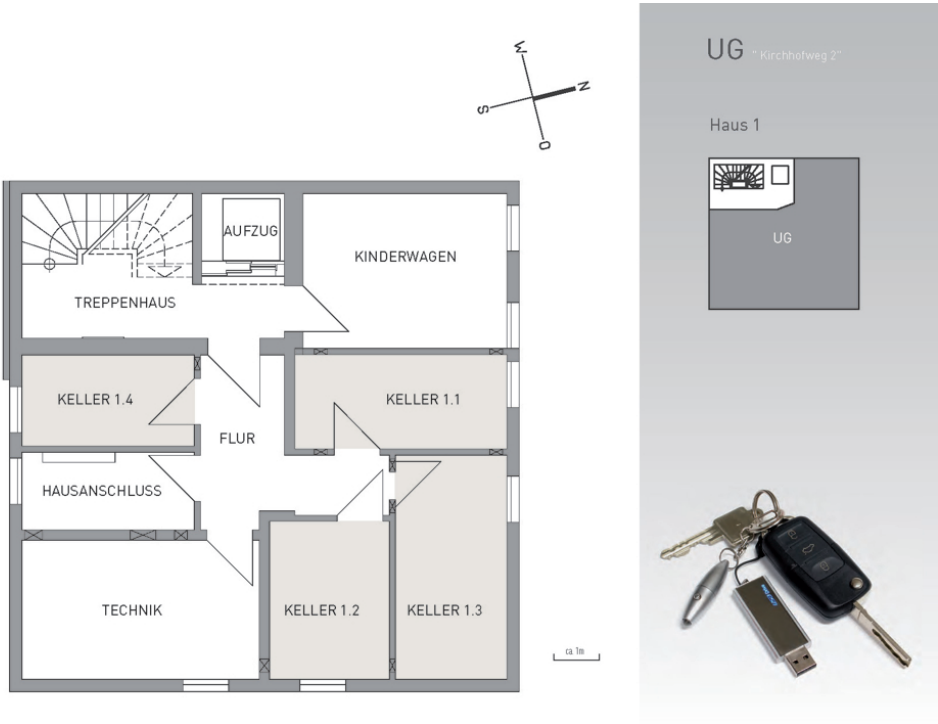 UG " Kirchhofweg 2"
W
N
S
O
Haus 1
UG
AUFZUG
KINDERWAGEN
TREPPENHAUS
KELLER 1.4
KELLER 1.1
FLUR
HAUSANSCHLUSS
TECHNIK
KELLER 1.2
KELLER 1.3
ca. 1m